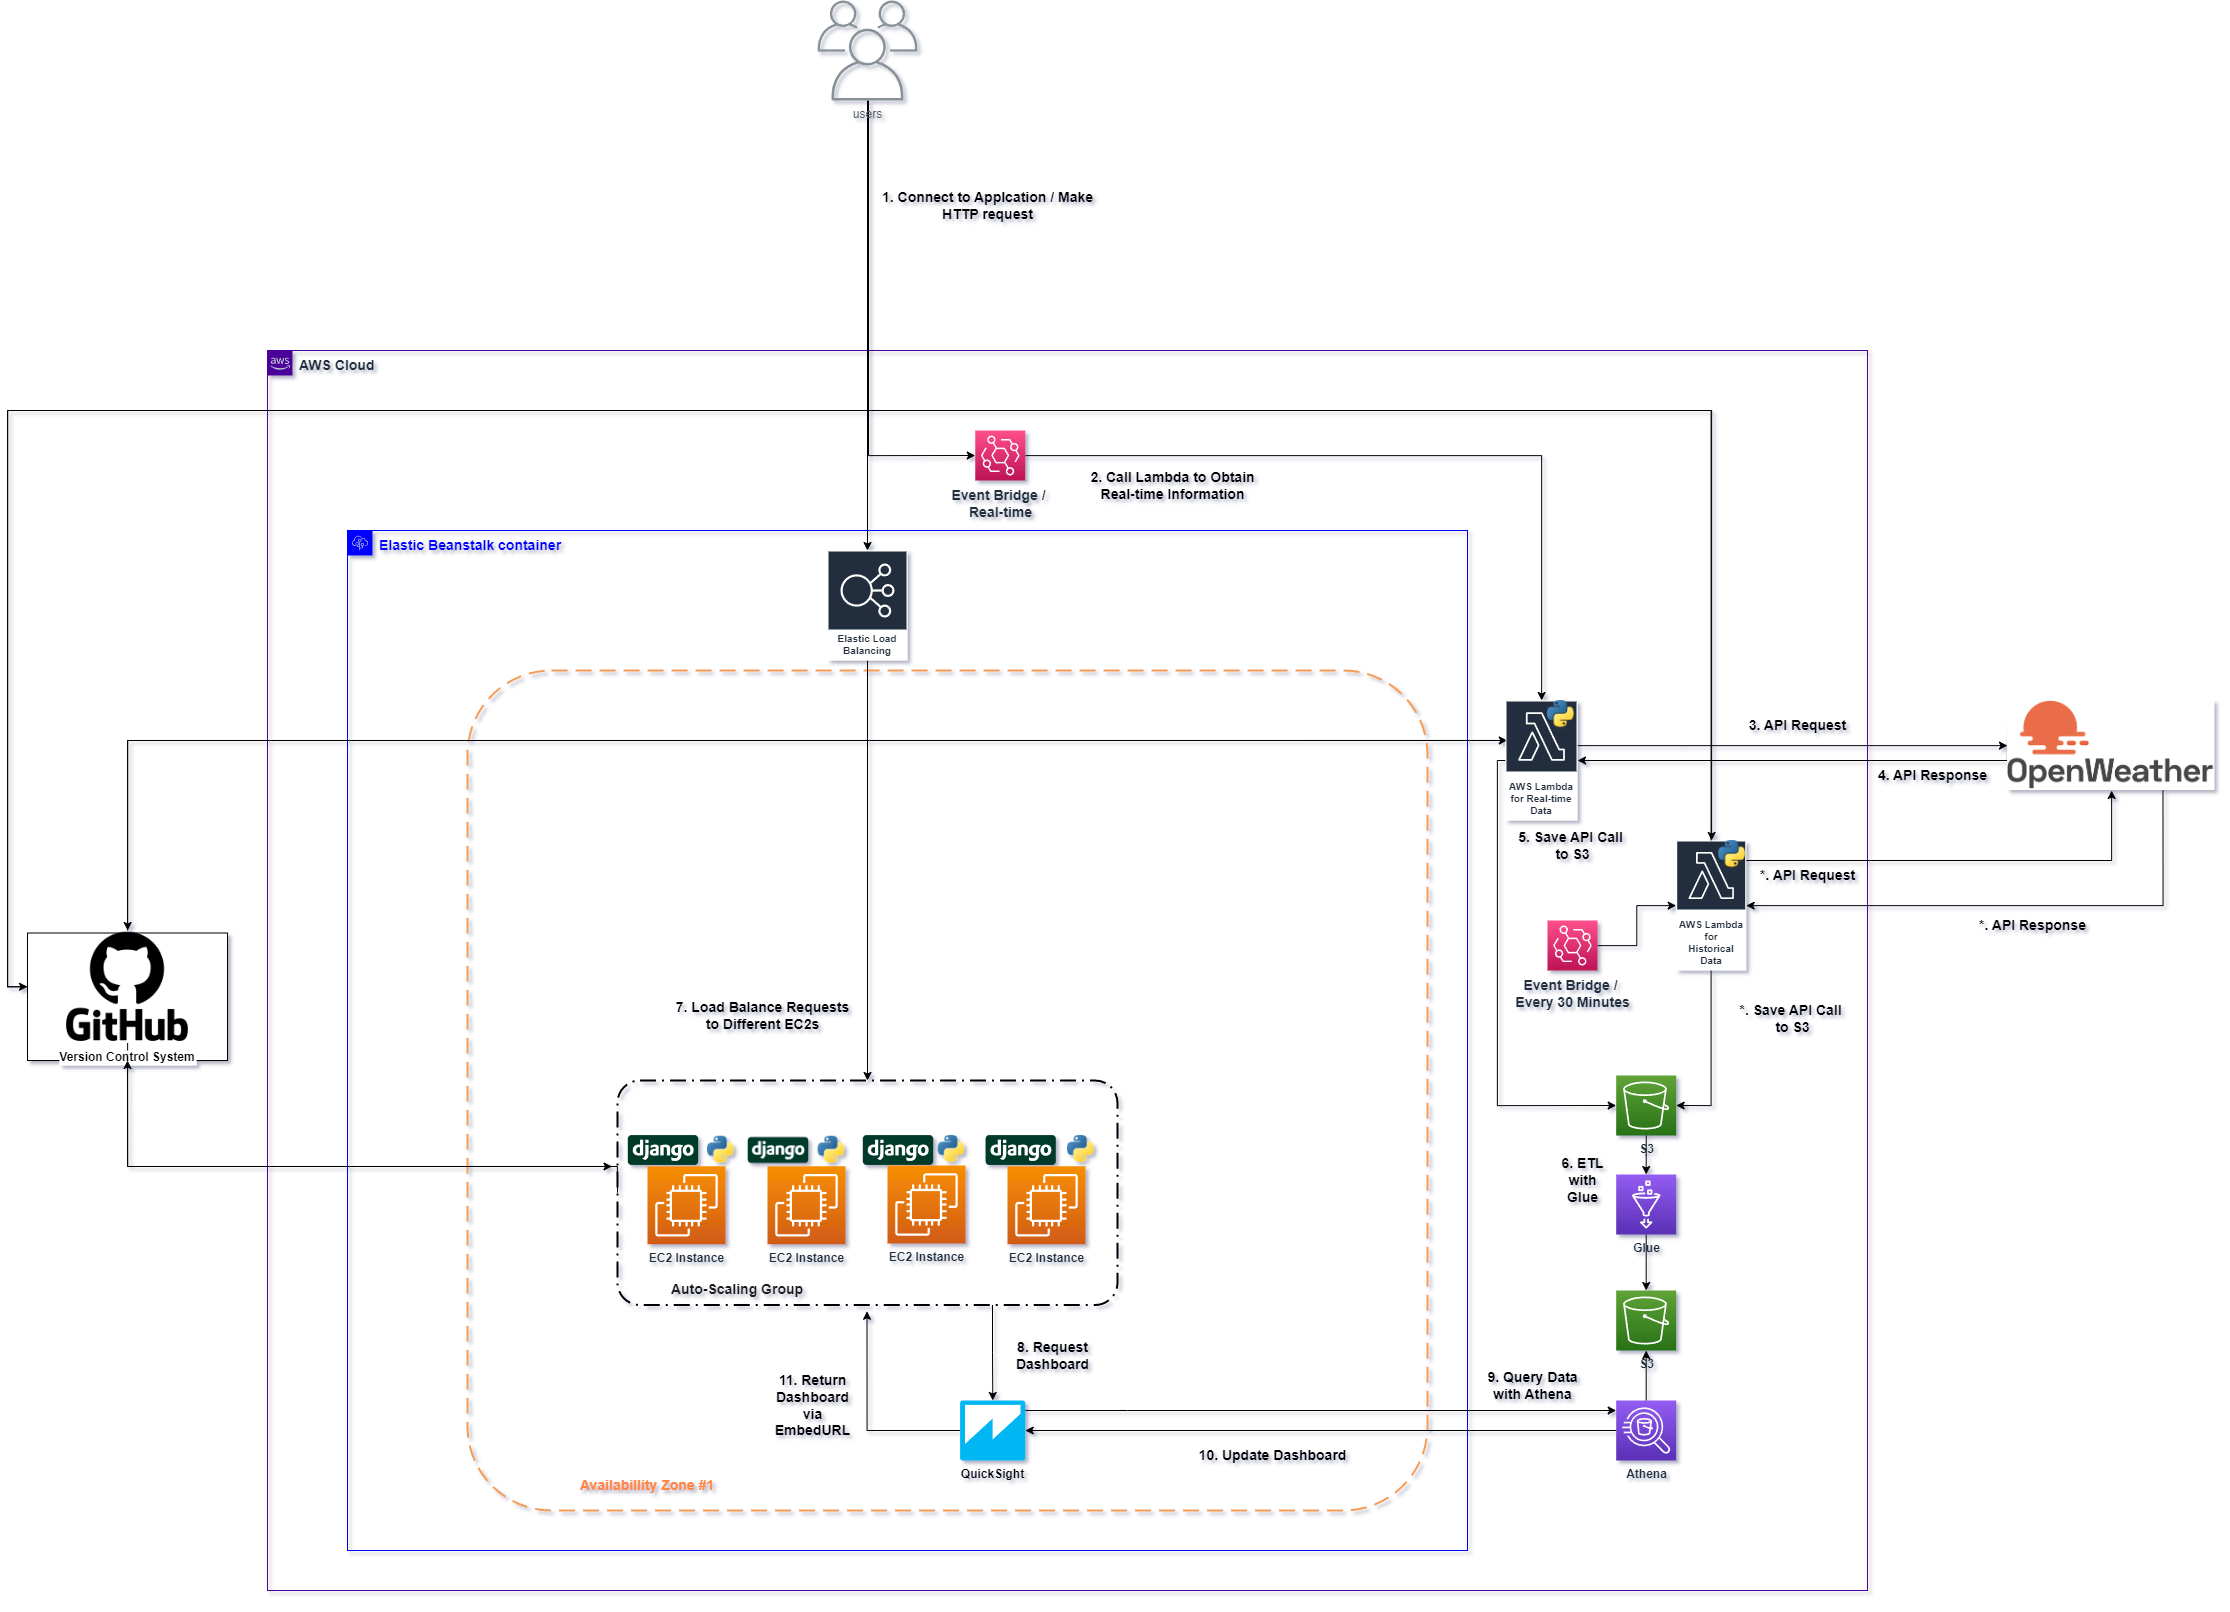 users
1. Connect to Applcation / Make
HTTP request
aws
AWS Cloud
Event Bridge /
Real-time
2. Call Lambda to Obtain
Real-time Information
Elastic Beanstalk container
Elastic Load
Balancing
AWS Lambda
for Real-time
Data
3. API Request
4. API Response
OpenWeather
5. Save API Call
to S3
*. API Request
*. API Response
AWS Lambda
for
Historical
Data
Event Bridge /
Every 30 Minutes
*. Save API Call
to S3
GitHub
Version Control System
7. Load Balance Requests
to Different EC2s
django
django
django
django
EC2 Instance
EC2 Instance
EC2 Instance
EC2 Instance
Auto-Scaling Group
S3
6. ETL
with
Glue
Glue
S3
8. Request
Dashboard
11. Return
Dashboard
via
EmbedURL
9. Query Data
with Athena
10. Update Dashboard
QuickSight
Athena
Availabillity Zone #1